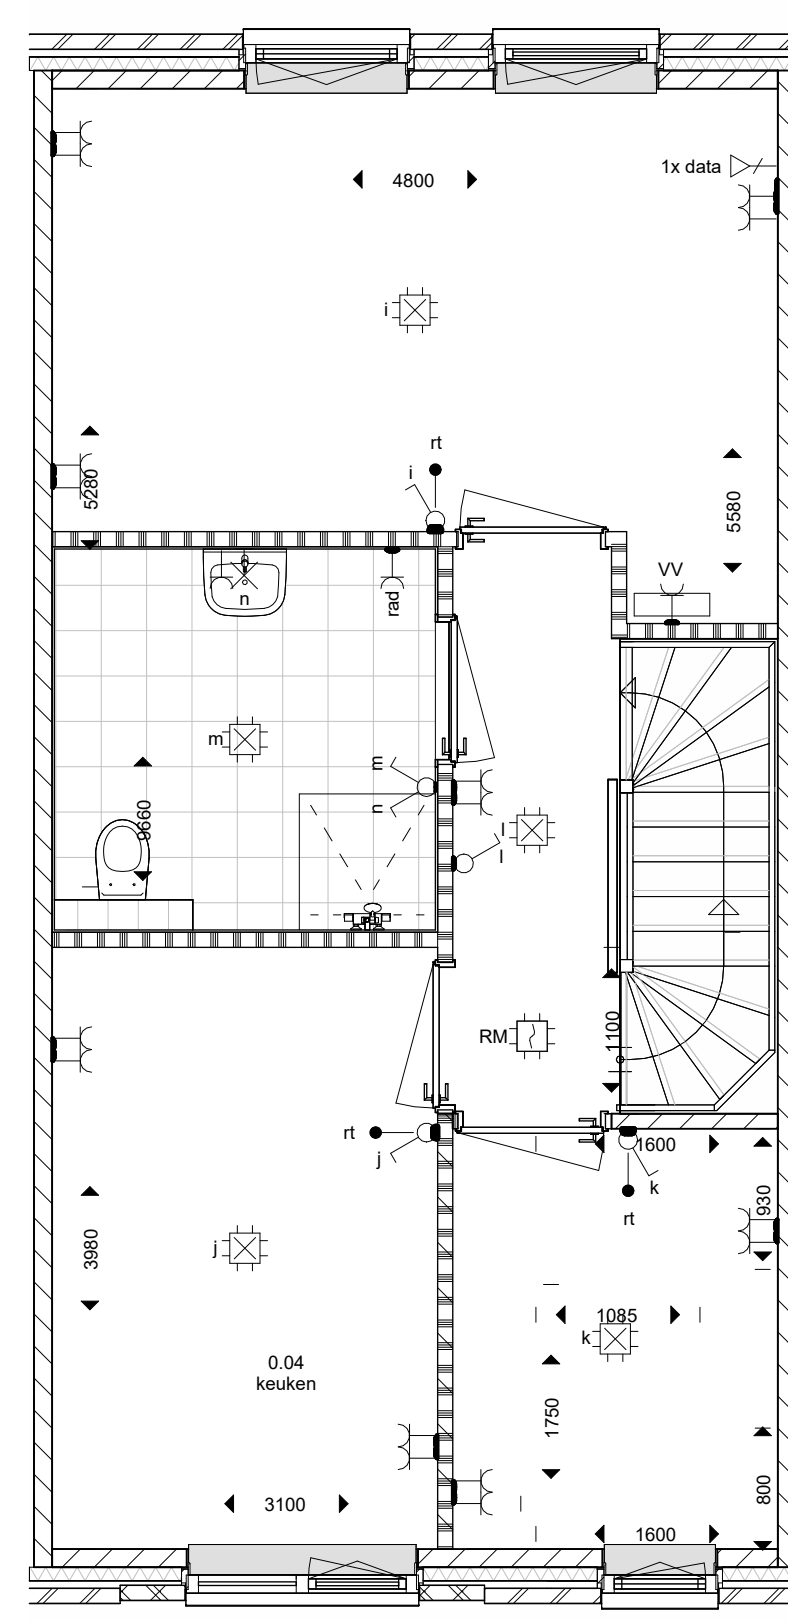 1x data
4800
i
rt
i
5280
5580
VV
n
rad
m
m
9660
n
l
l
RM
1100
rt
j
1600
k
rt
930
3980
j
1085
k
0.04
keuken
1750
800
3100
1600